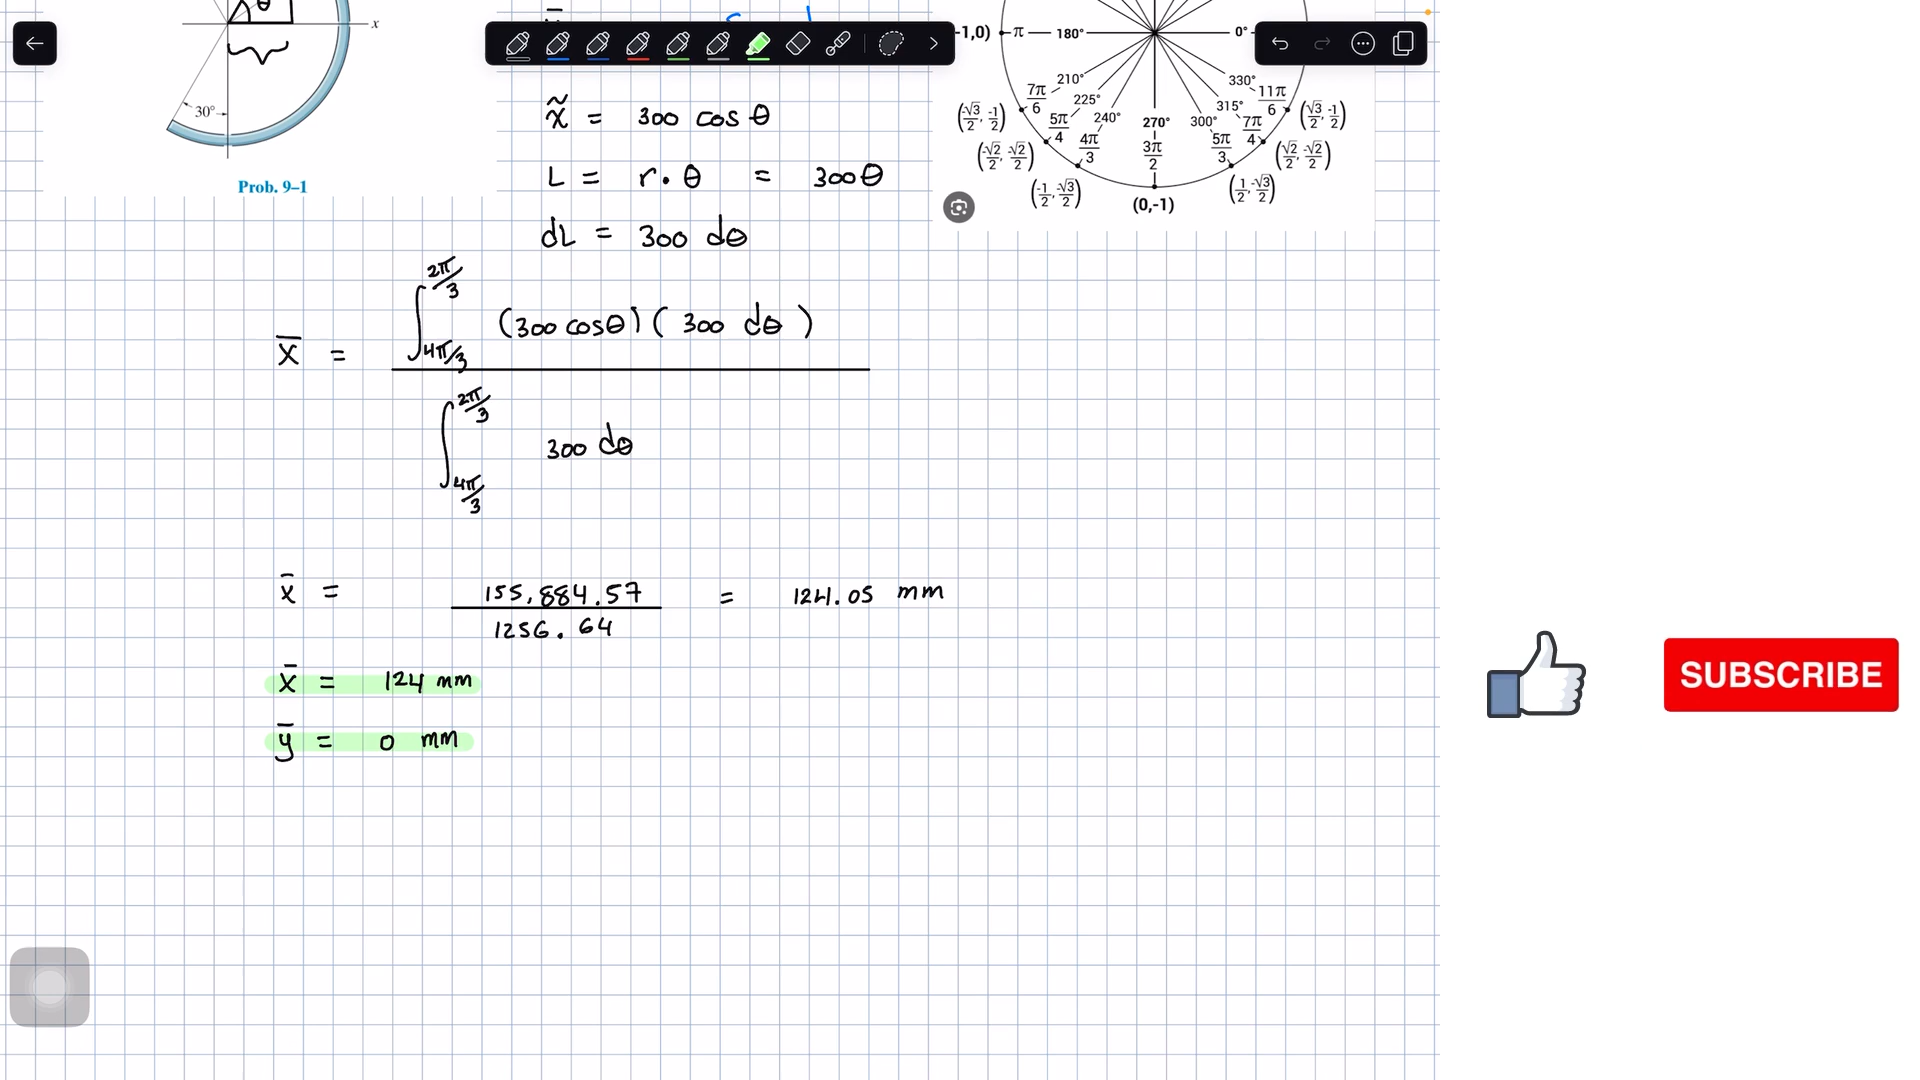 θ
x
30°
Prob. 9–1
x̃ = 300 cos θ
L = r . θ = 300θ
dL = 300 dθ
x̄ =
2π/3
4π/3
(300 cosθ) ( 300 dθ )
2π/3
4π/3
300 dθ
x̄ = 155,884.57 / 1256.64 = 124.05 mm
x̄ = 124 mm
ȳ = 0 mm
-1,0) π 180° 0°
210° 7π/6 (-√3/2, -1/2)
225° 5π/4 (-√2/2, -√2/2)
240° 4π/3 (-1/2, -√3/2)
270° 3π/2 (0,-1)
300° 5π/3 (1/2, -√3/2)
315° 7π/4 (√2/2, -√2/2)
330° 11π/6 (√3/2, -1/2)
SUBSCRIBE